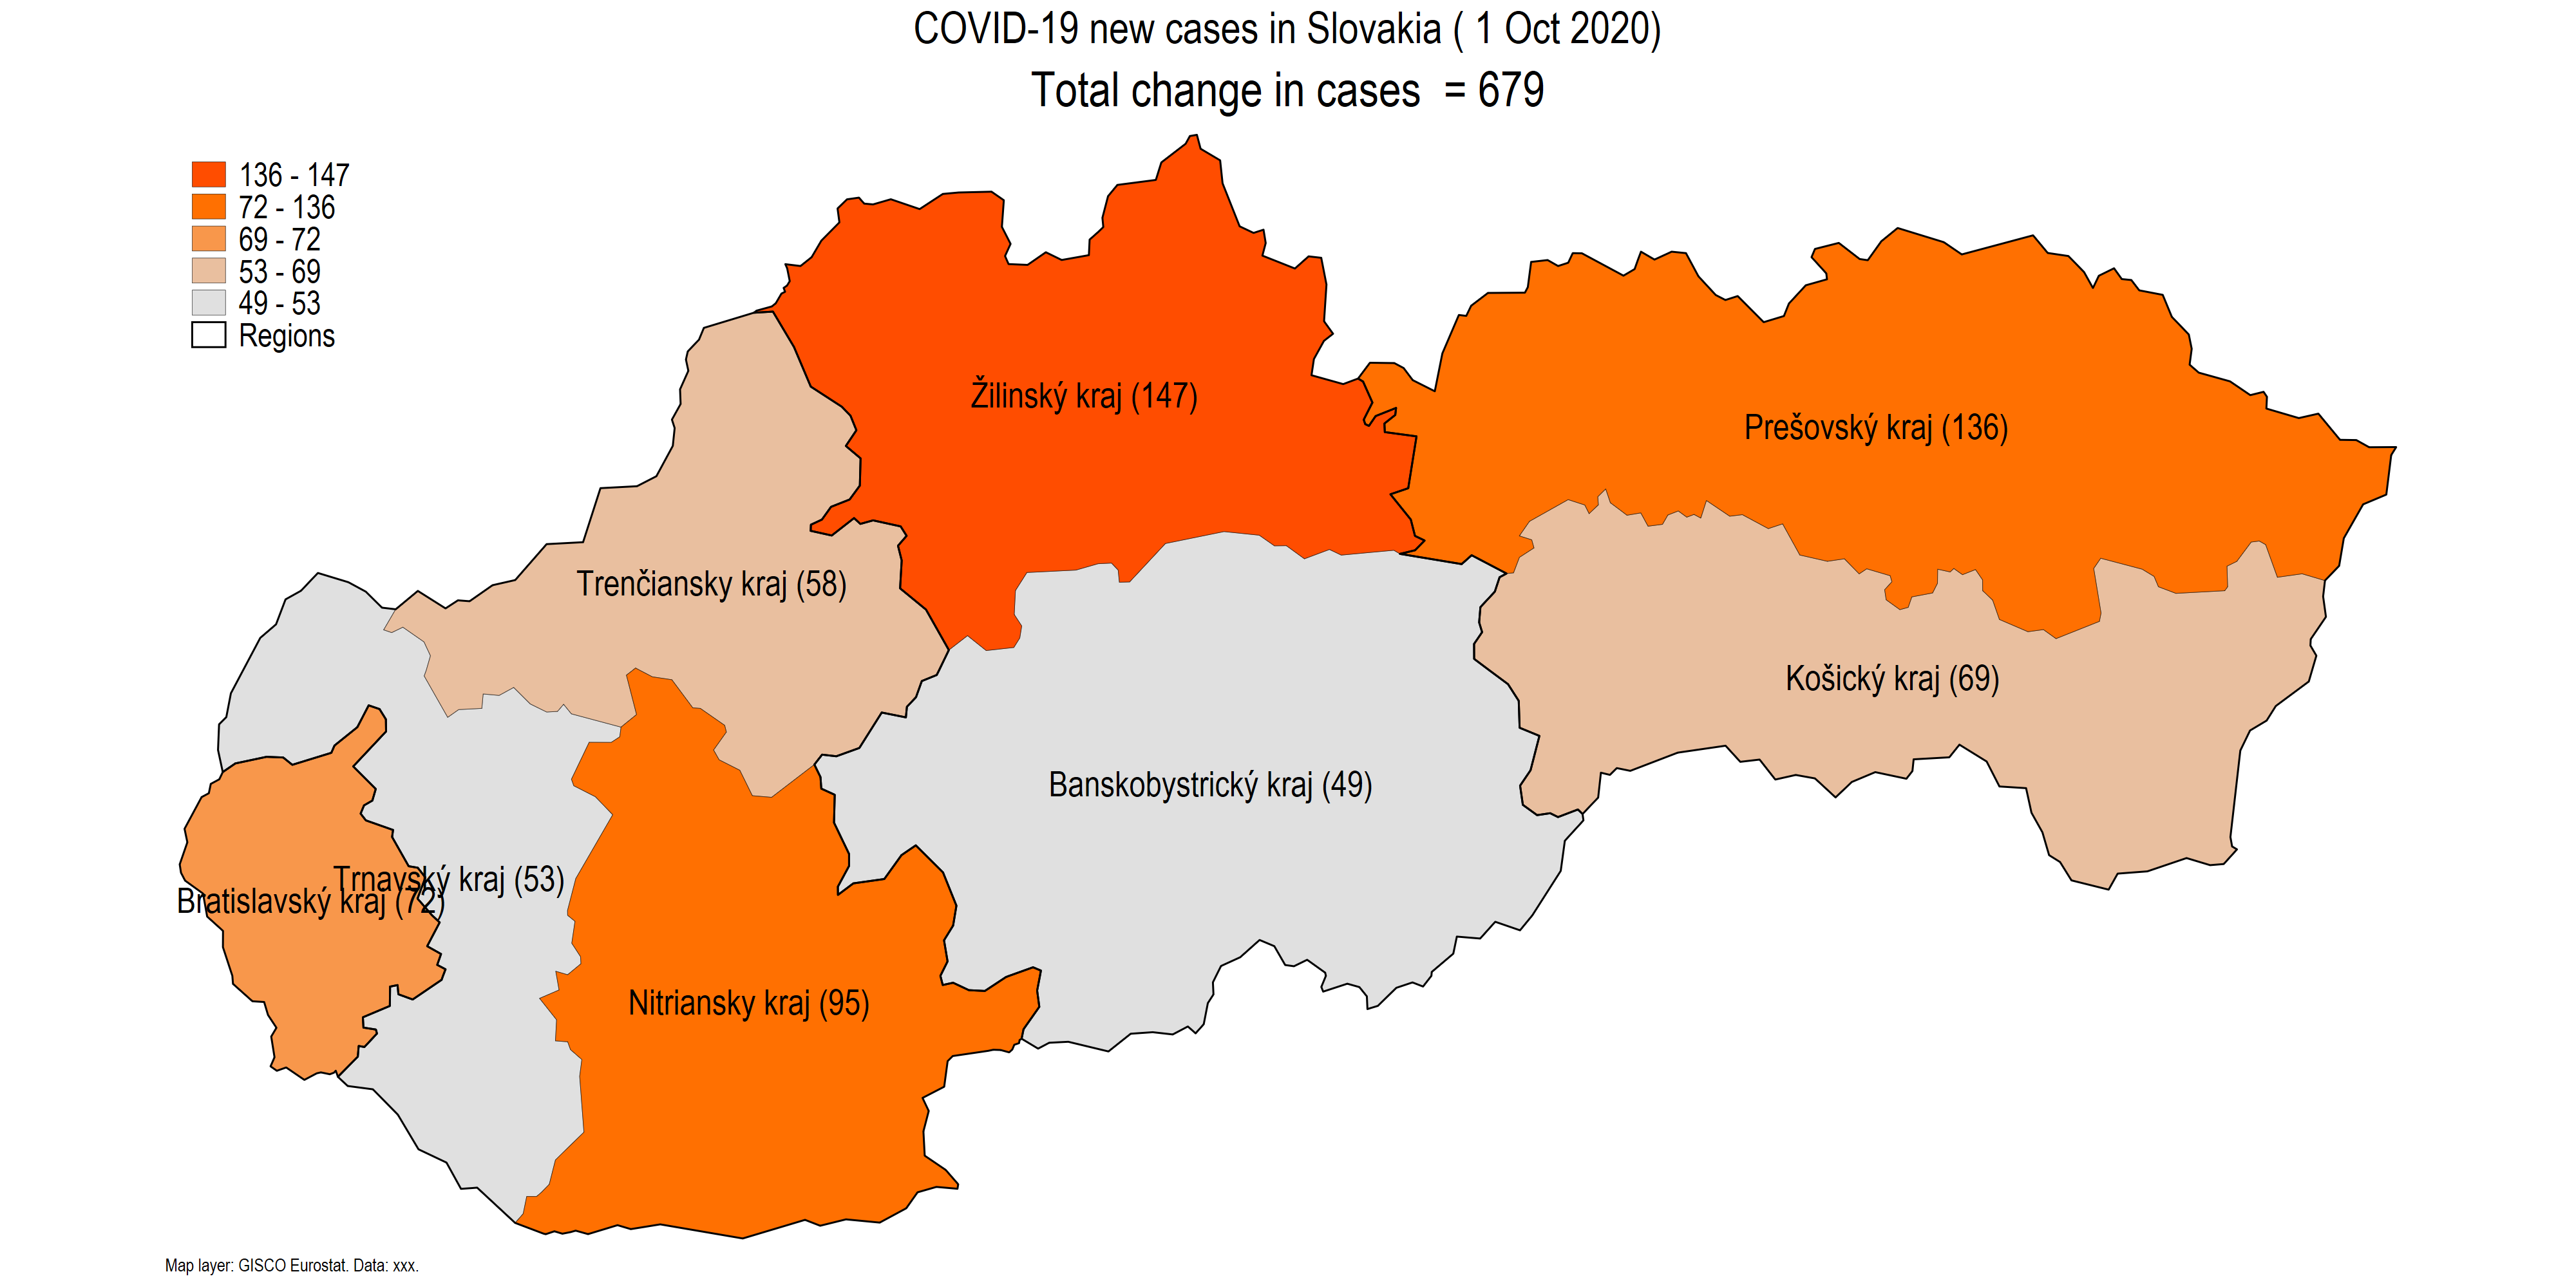 COVID-19 new cases in Slovakia ( 1 Oct 2020)
Total change in cases  = 679
136 - 147
72 - 136
69 - 72
53 - 69
49 - 53
Regions
Žilinský kraj (147)
Prešovský kraj (136)
Trenčiansky kraj (58)
Košický kraj (69)
Banskobystrický kraj (49)
Trnavský kraj (53)
Bratislavský kraj (72)
Nitriansky kraj (95)
Map layer: GISCO Eurostat. Data: xxx.